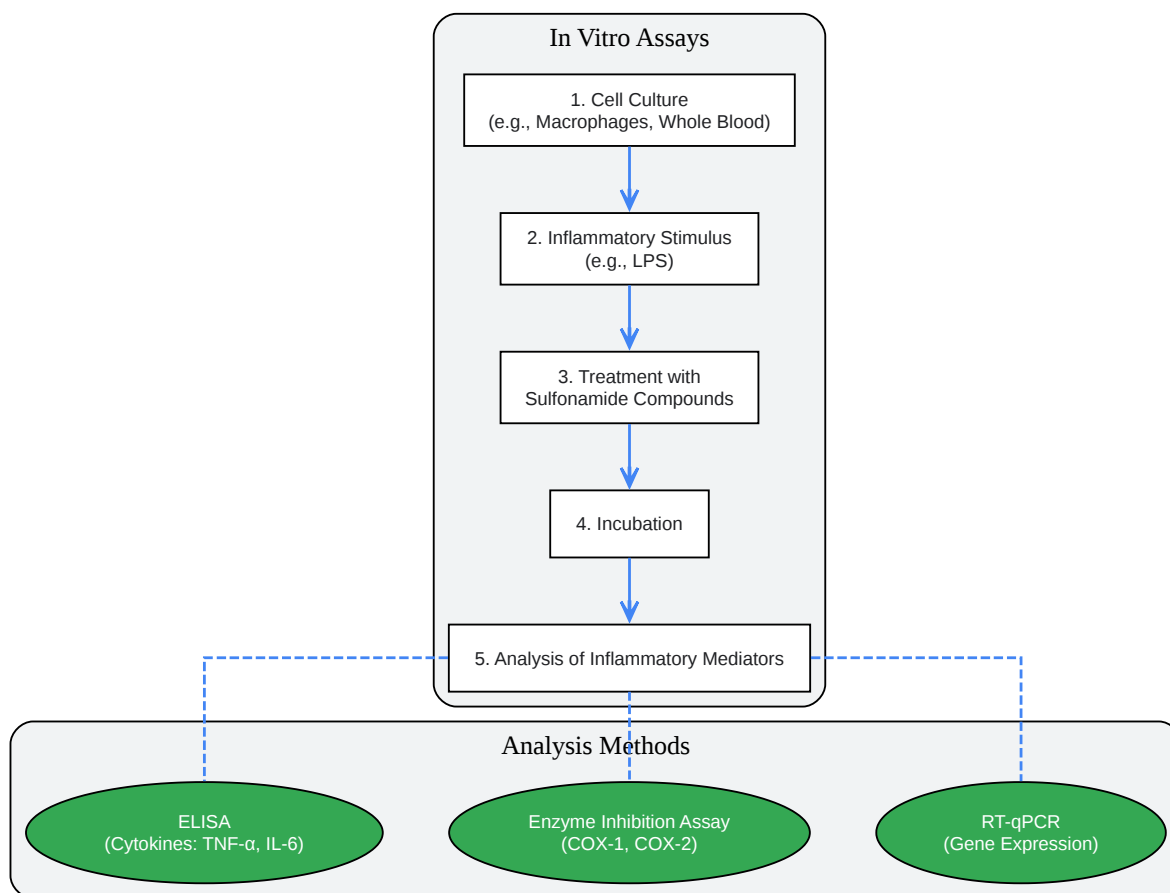 In Vitro Assays
1. Cell Culture
(e.g., Macrophages, Whole Blood)
2. Inflammatory Stimulus
(e.g., LPS)
3. Treatment with
Sulfonamide Compounds
4. Incubation
5. Analysis of Inflammatory Mediators
Analysis Methods
ELISA
(Cytokines: TNF-α, IL-6)
Enzyme Inhibition Assay
(COX-1, COX-2)
RT-qPCR
(Gene Expression)